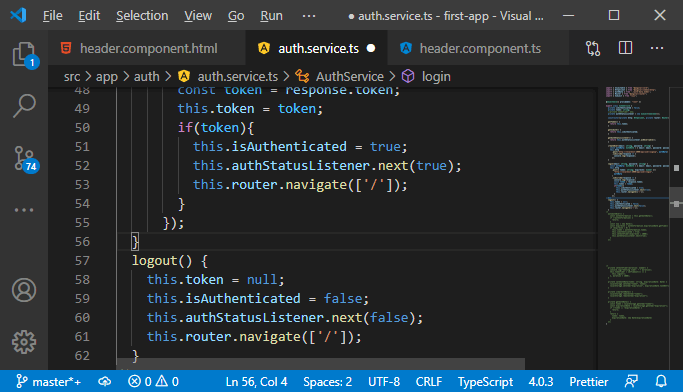 File Edit Selection View Go Run ··· ● auth.service.ts - first-app - Visual ...
header.component.html auth.service.ts ● header.component.ts ···
src > app > auth > auth.service.ts > AuthService > login
48 const token = response.token;
49 this.token = token;
50 if(token){
51 this.isAuthenticated = true;
52 this.authStatusListener.next(true);
53 this.router.navigate(['/']);
54 }
55 });
56 }
57 logout() {
58 this.token = null;
59 this.isAuthenticated = false;
60 this.authStatusListener.next(false);
61 this.router.navigate(['/']);
62 }
1
74
master*+ 0 0 Ln 56, Col 4 Spaces: 2 UTF-8 CRLF TypeScript 4.0.3 Prettier